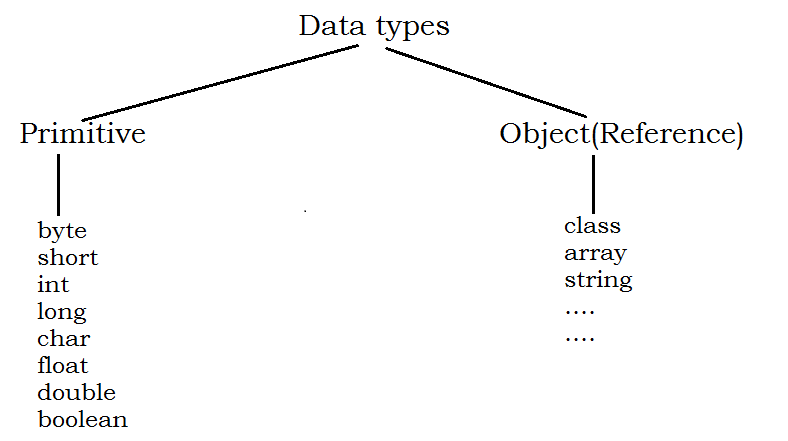 Data types
Primitive
Object(Reference)
byte
short
int
long
char
float
double
boolean
class
array
string
....
....